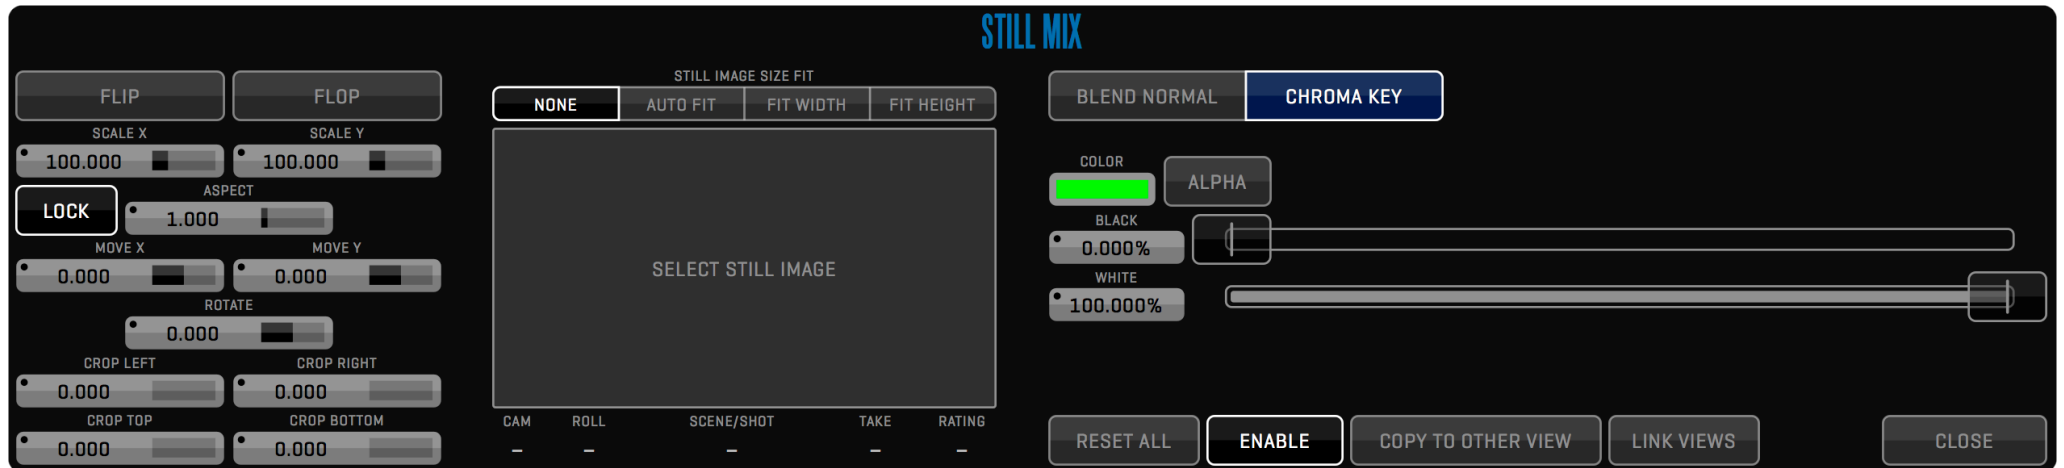 STILL MIX
FLIP FLOP
SCALE X SCALE Y
100.000 100.000
ASPECT
LOCK 1.000
MOVE X MOVE Y
0.000 0.000
ROTATE
0.000
CROP LEFT CROP RIGHT
0.000 0.000
CROP TOP CROP BOTTOM
0.000 0.000
STILL IMAGE SIZE FIT
NONE AUTO FIT FIT WIDTH FIT HEIGHT
SELECT STILL IMAGE
CAM ROLL SCENE/SHOT TAKE RATING
– – – – –
BLEND NORMAL CHROMA KEY
COLOR
ALPHA
BLACK
0.000%
WHITE
100.000%
RESET ALL ENABLE COPY TO OTHER VIEW LINK VIEWS CLOSE